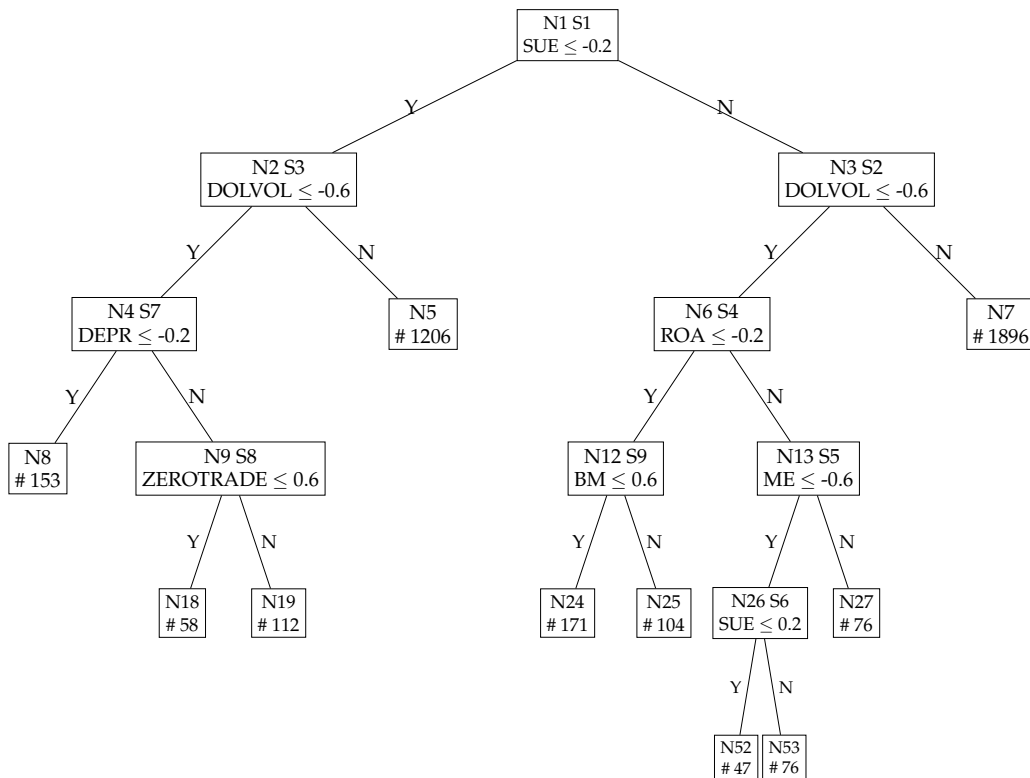 N1 S1
SUE ≤ -0.2
Y
N
N2 S3
DOLVOL ≤ -0.6
N3 S2
DOLVOL ≤ -0.6
Y
N
Y
N
N4 S7
DEPR ≤ -0.2
N5
# 1206
N6 S4
ROA ≤ -0.2
N7
# 1896
Y
N
Y
N
N8
# 153
N9 S8
ZEROTRADE ≤ 0.6
N12 S9
BM ≤ 0.6
N13 S5
ME ≤ -0.6
Y
N
Y
N
Y
N
N18
# 58
N19
# 112
N24
# 171
N25
# 104
N26 S6
SUE ≤ 0.2
N27
# 76
Y
N
N52
# 47
N53
# 76